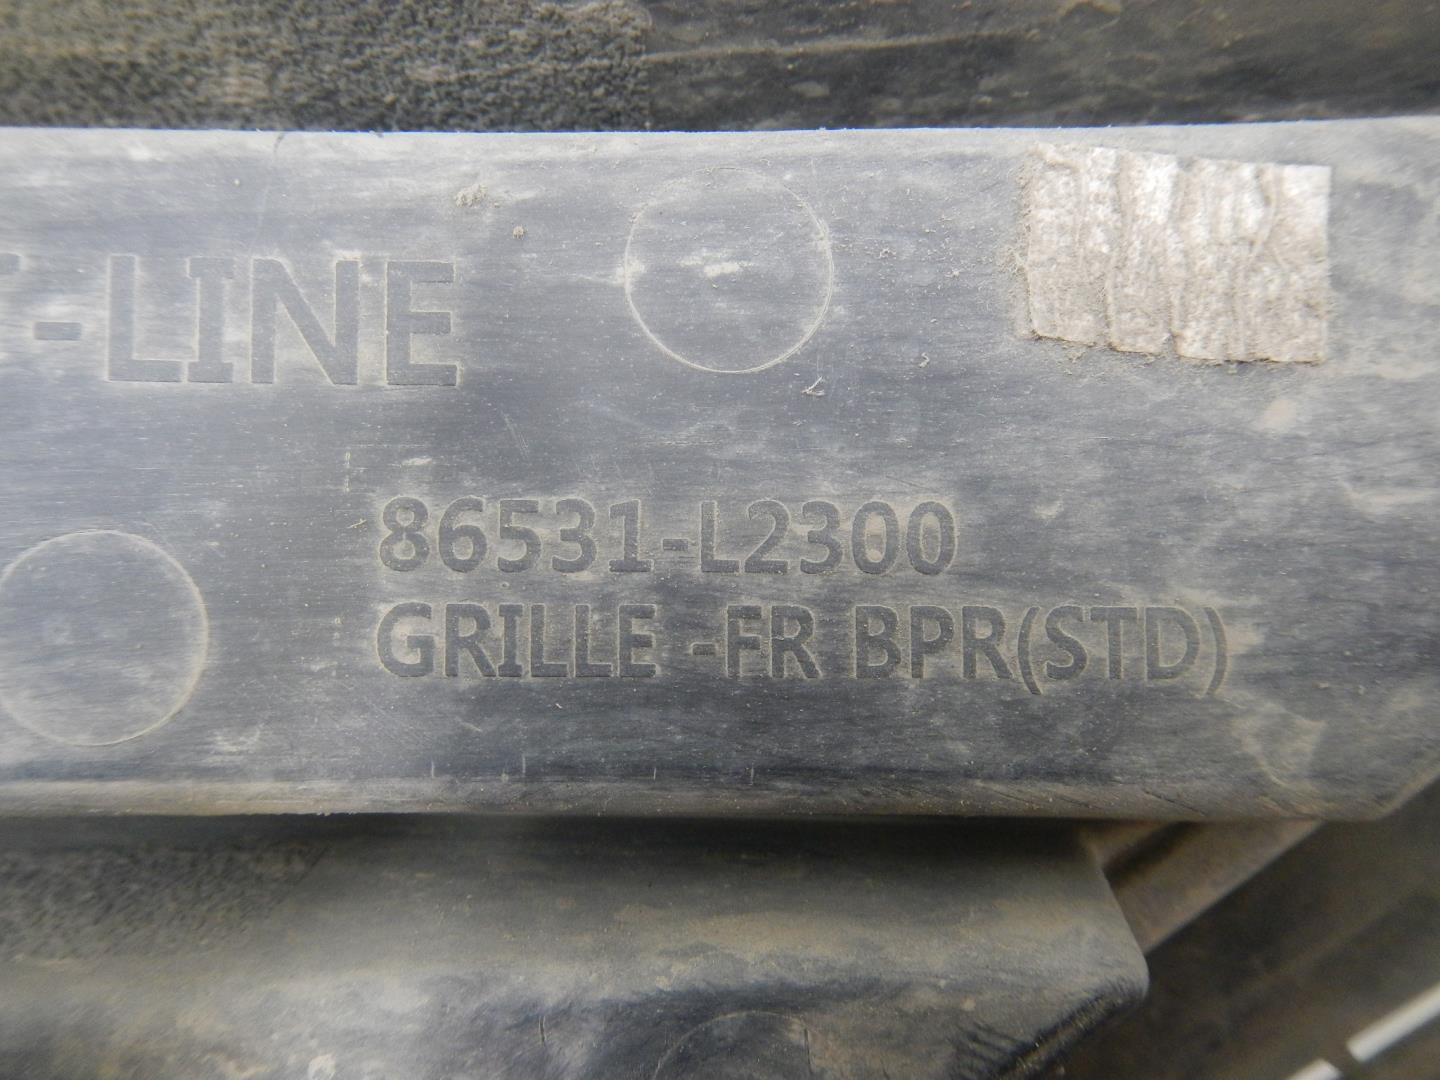 -LINE
86531-L2300
GRILLE -FR BPR(STD)